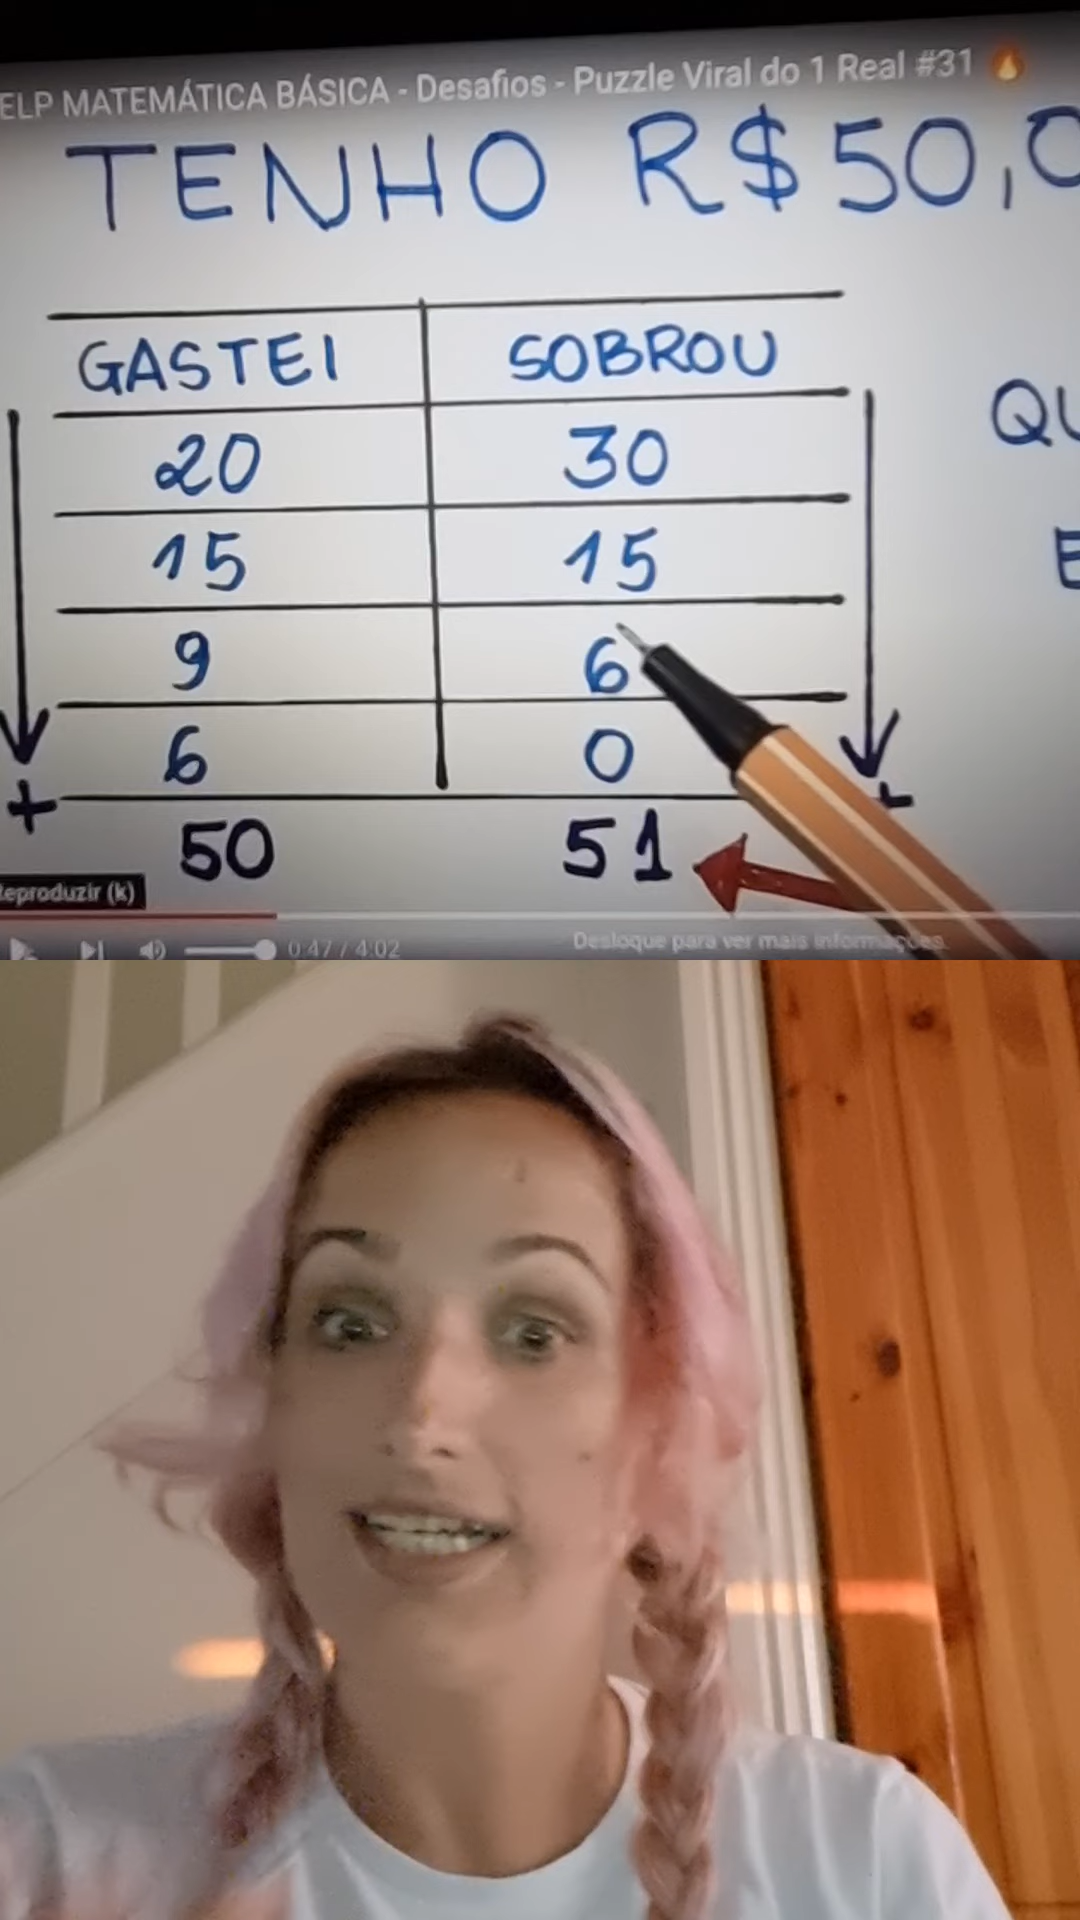 ELP MATEMÁTICA BÁSICA - Desafios - Puzzle Viral do 1 Real #31 🔥
TENHO R$50,0
GASTEI SOBROU
20 30
15 15
9 6
6 0
+ +
50 51
QU
E
Reproduzir (k)
0:47 / 4:02
Desloque para ver mais informações.